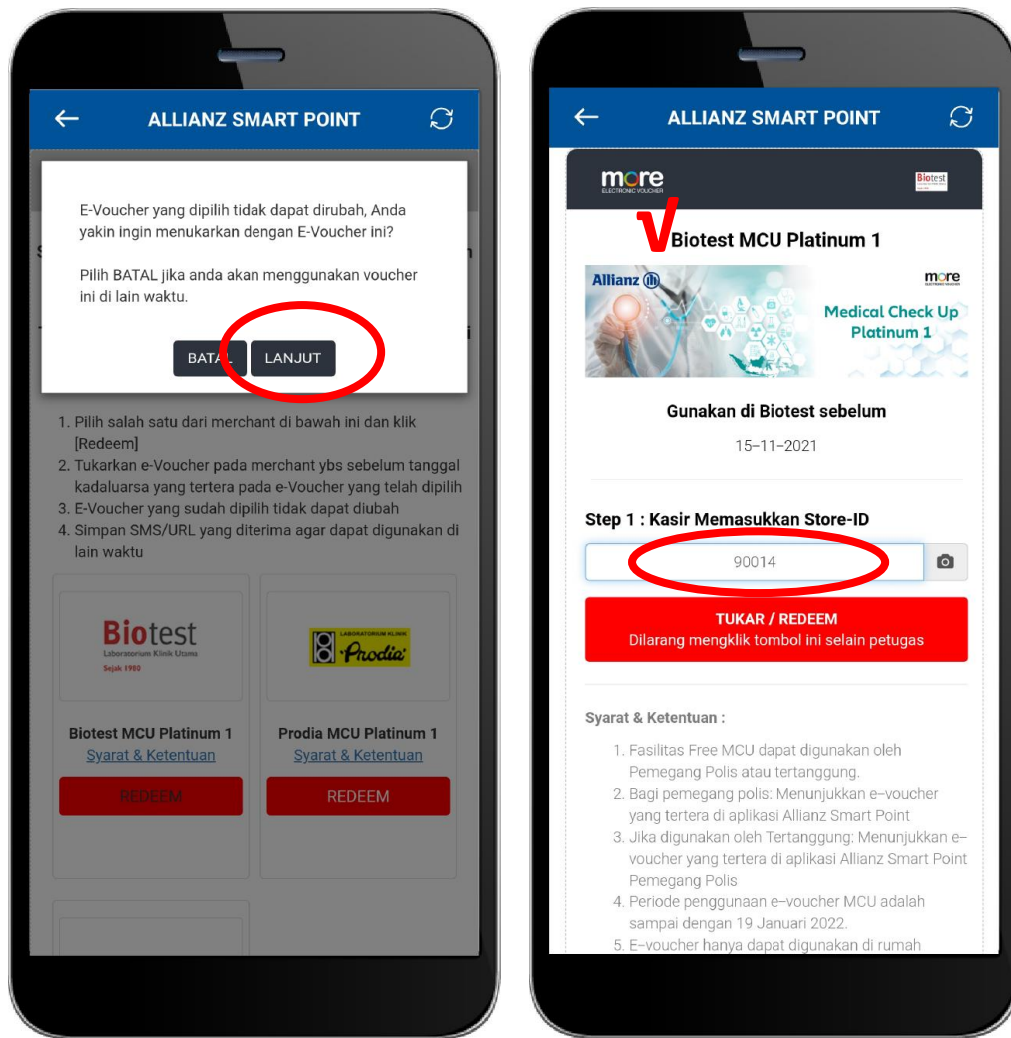 ALLIANZ SMART POINT
E-Voucher yang dipilih tidak dapat dirubah, Anda
yakin ingin menukarkan dengan E-Voucher ini?
Pilih BATAL jika anda akan menggunakan voucher
ini di lain waktu.
BATAL
LANJUT
1. Pilih salah satu dari merchant di bawah ini dan klik
[Redeem]
2. Tukarkan e-Voucher pada merchant ybs sebelum tanggal
kadaluarsa yang tertera pada e-Voucher yang telah dipilih
3. E-Voucher yang sudah dipilih tidak dapat diubah
4. Simpan SMS/URL yang diterima agar dapat digunakan di
lain waktu
Biotest
Laboratorium Klinik Utama
Sejak 1980
LABORATORIUM KLINIK
Prodia
Biotest MCU Platinum 1
Prodia MCU Platinum 1
Syarat & Ketentuan
Syarat & Ketentuan
REDEEM
REDEEM
ALLIANZ SMART POINT
more
ELECTRONIC VOUCHER
Biotest
√
Biotest MCU Platinum 1
Allianz
more
ELECTRONIC VOUCHER
Medical Check Up
Platinum 1
Gunakan di Biotest sebelum
15-11-2021
Step 1 : Kasir Memasukkan Store-ID
90014
TUKAR / REDEEM
Dilarang mengklik tombol ini selain petugas
Syarat & Ketentuan :
1. Fasilitas Free MCU dapat digunakan oleh
Pemegang Polis atau tertanggung.
2. Bagi pemegang polis: Menunjukkan e-voucher
yang tertera di aplikasi Allianz Smart Point
3. Jika digunakan oleh Tertanggung: Menunjukkan e-
voucher yang tertera di aplikasi Allianz Smart Point
Pemegang Polis
4. Periode penggunaan e-voucher MCU adalah
sampai dengan 19 Januari 2022.
5. E-voucher hanya dapat digunakan di rumah